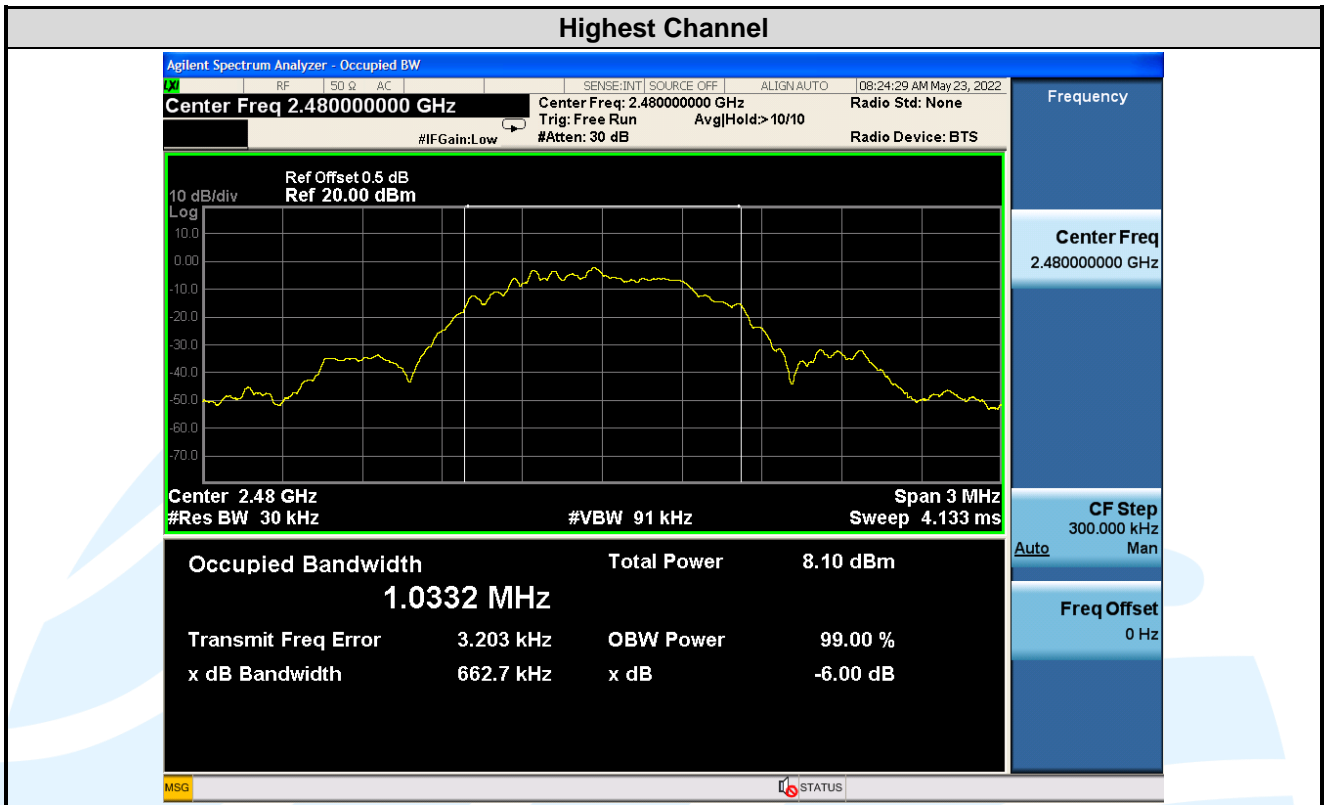 Highest Channel
Agilent Spectrum Analyzer - Occupied BW
LXI RF 50 Ω AC SENSE:INT SOURCE OFF ALIGN AUTO 08:24:29 AM May 23, 2022
Center Freq 2.480000000 GHz
Center Freq: 2.480000000 GHz
Radio Std: None
Trig: Free Run Avg|Hold:>10/10
#IFGain:Low
#Atten: 30 dB
Radio Device: BTS
Frequency
Ref Offset 0.5 dB
10 dB/div Ref 20.00 dBm
Log
10.0
0.00
-10.0
-20.0
-30.0
-40.0
-50.0
-60.0
-70.0
Center 2.48 GHz
Span 3 MHz
#Res BW 30 kHz
#VBW 91 kHz
Sweep 4.133 ms
Occupied Bandwidth
Total Power 8.10 dBm
1.0332 MHz
Transmit Freq Error 3.203 kHz OBW Power 99.00 %
x dB Bandwidth 662.7 kHz x dB -6.00 dB
Center Freq
2.480000000 GHz
CF Step
300.000 kHz
Auto Man
Freq Offset
0 Hz
MSG
STATUS